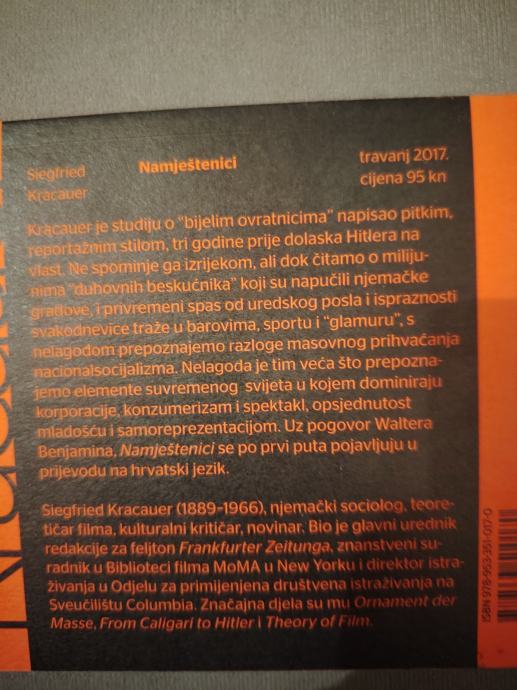 Siegfried
Kracauer
Namještenici
travanj 2017.
cijena 95 kn
Kracauer je studiju o "bijelim ovratnicima" napisao pitkim,
reportažnim stilom, tri godine prije dolaska Hitlera na
vlast. Ne spominje ga izrijekom, ali dok čitamo o miliju-
nima "duhovnih beskućnika" koji su napučili njemačke
gradove, i privremeni spas od uredskog posla i ispraznosti
svakodnevice traže u barovima, sportu i "glamuru", s
nelagodom prepoznajemo razloge masovnog prihvaćanja
nacionalsocijalizma. Nelagoda je tim veća što prepozna-
jemo elemente suvremenog svijeta u kojem dominiraju
korporacije, konzumerizam i spektakl, opsjednutost
mladošću i samoreprezentacijom. Uz pogovor Waltera
Benjamina, Namještenici se po prvi puta pojavljuju u
prijevodu na hrvatski jezik.
Siegfried Kracauer (1889–1966), njemački sociolog, teore-
tičar filma, kulturalni kritičar, novinar. Bio je glavni urednik
redakcije za feljton Frankfurter Zeitunga, znanstveni su-
radnik u Biblioteci filma MoMA u New Yorku i direktor istra-
živanja u Odjelu za primijenjena društvena istraživanja na
Sveučilištu Columbia. Značajna djela su mu Ornament der
Masse, From Caligari to Hitler i Theory of Film.
ISBN 978-953-351-017-0